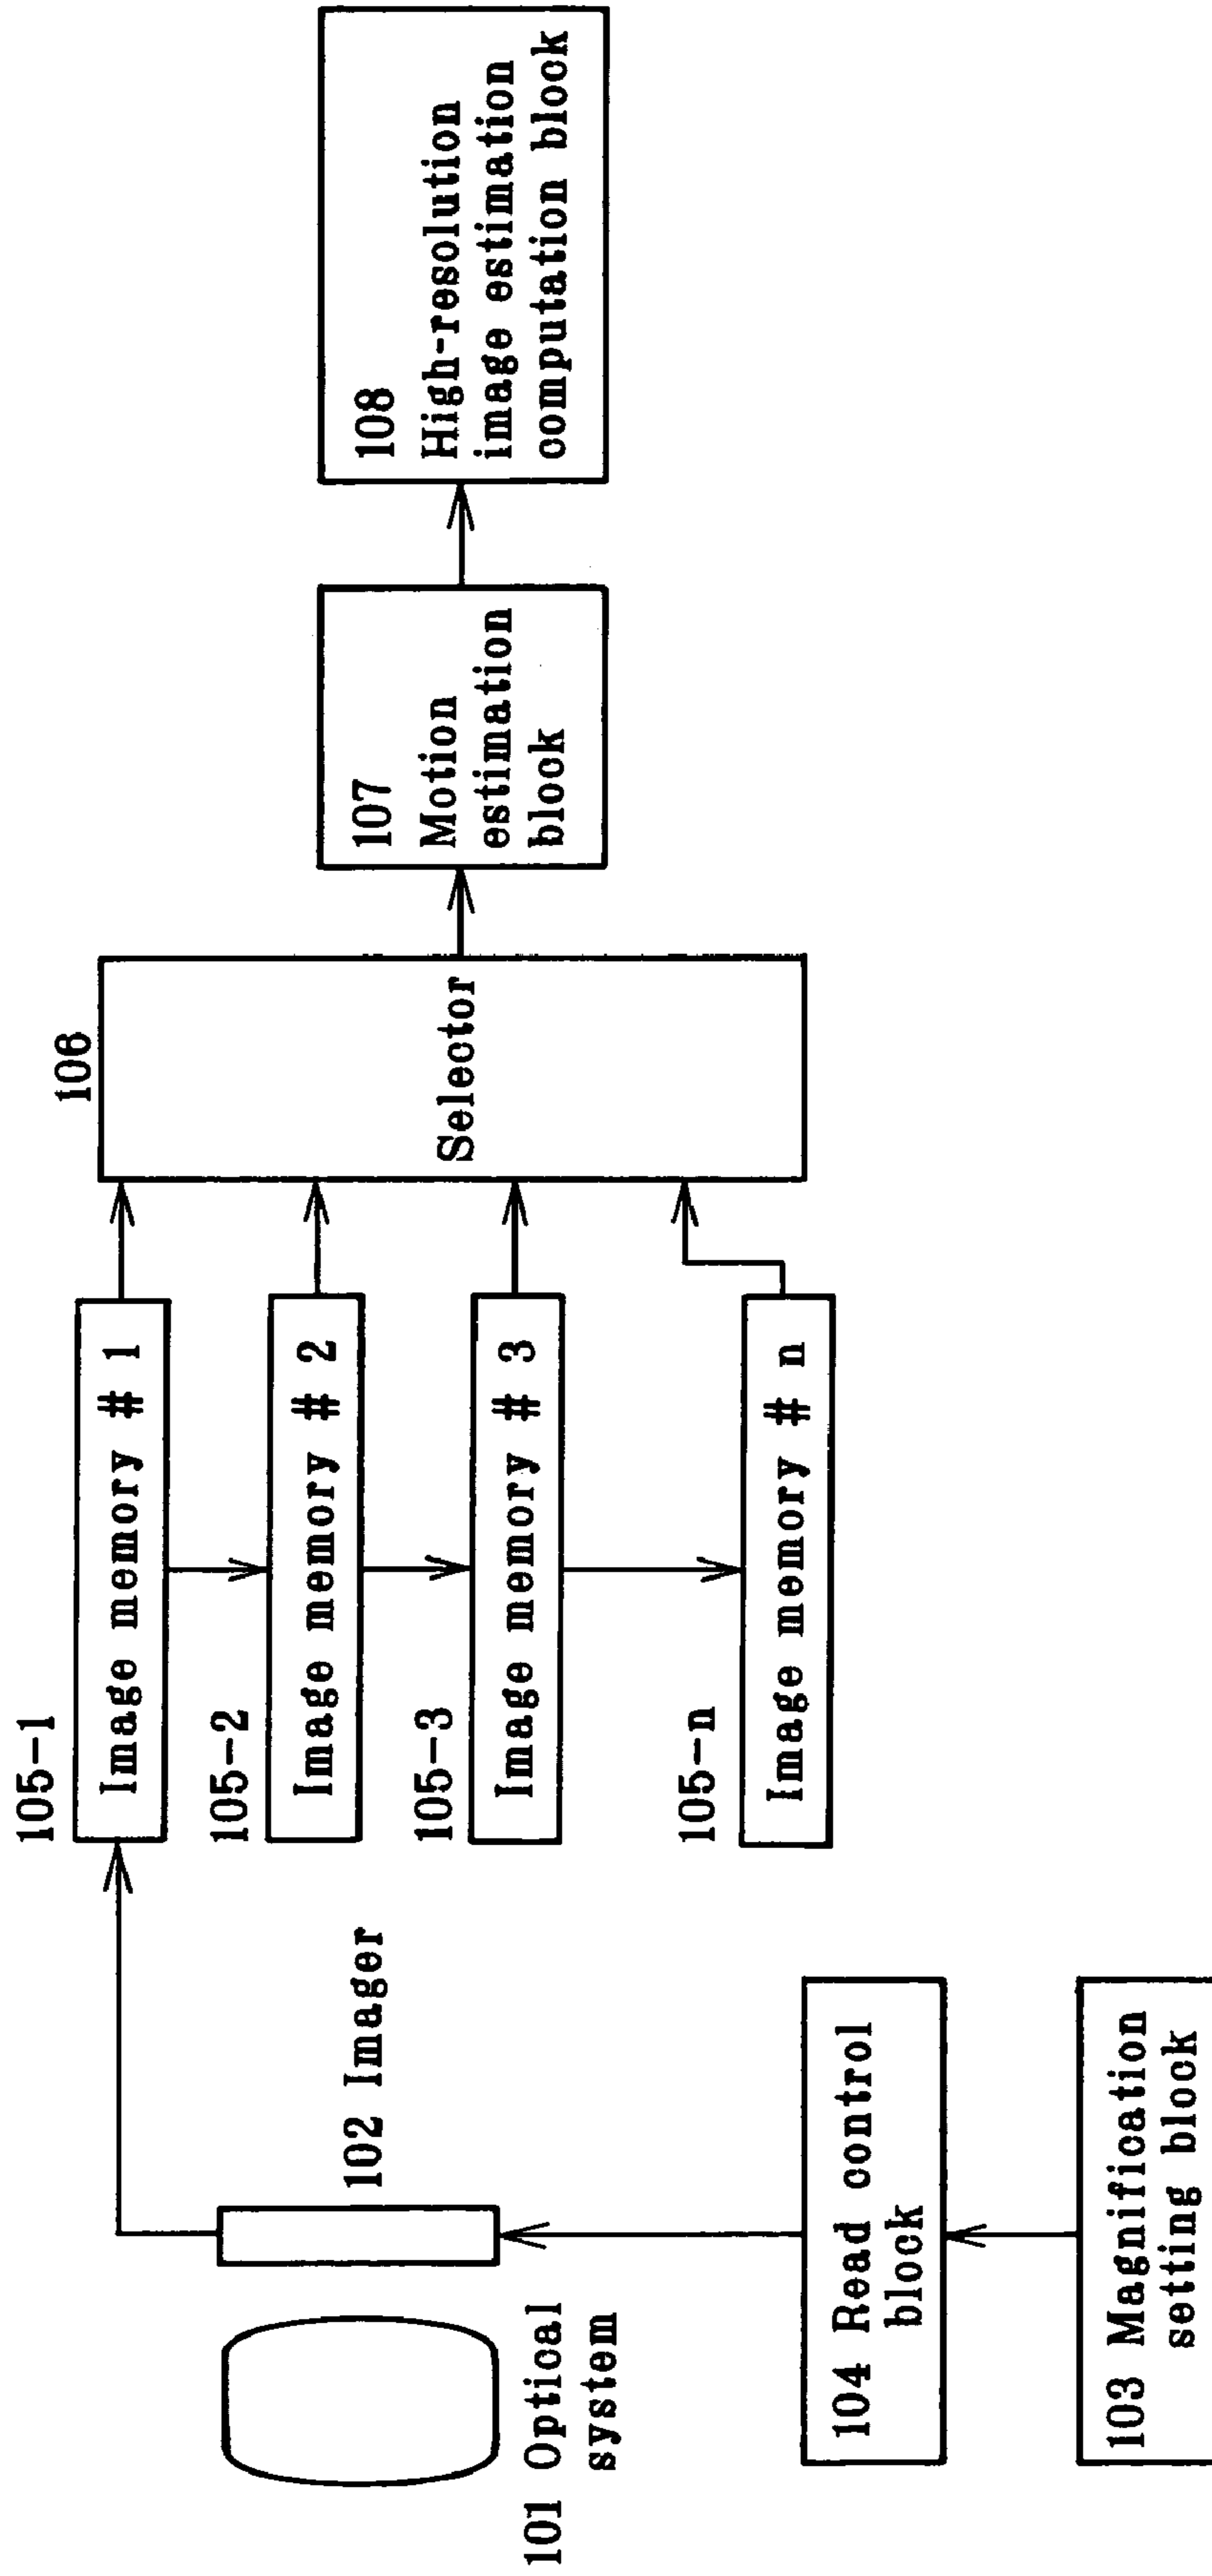 101 Optical
system
102 Imager
103 Magnification
setting block
104 Read control
block
105-1
Image memory # 1
105-2
Image memory # 2
105-3
Image memory # 3
105-n
Image memory # n
106
Selector
107
Motion
estimation
block
108
High-resolution
image estimation
computation block